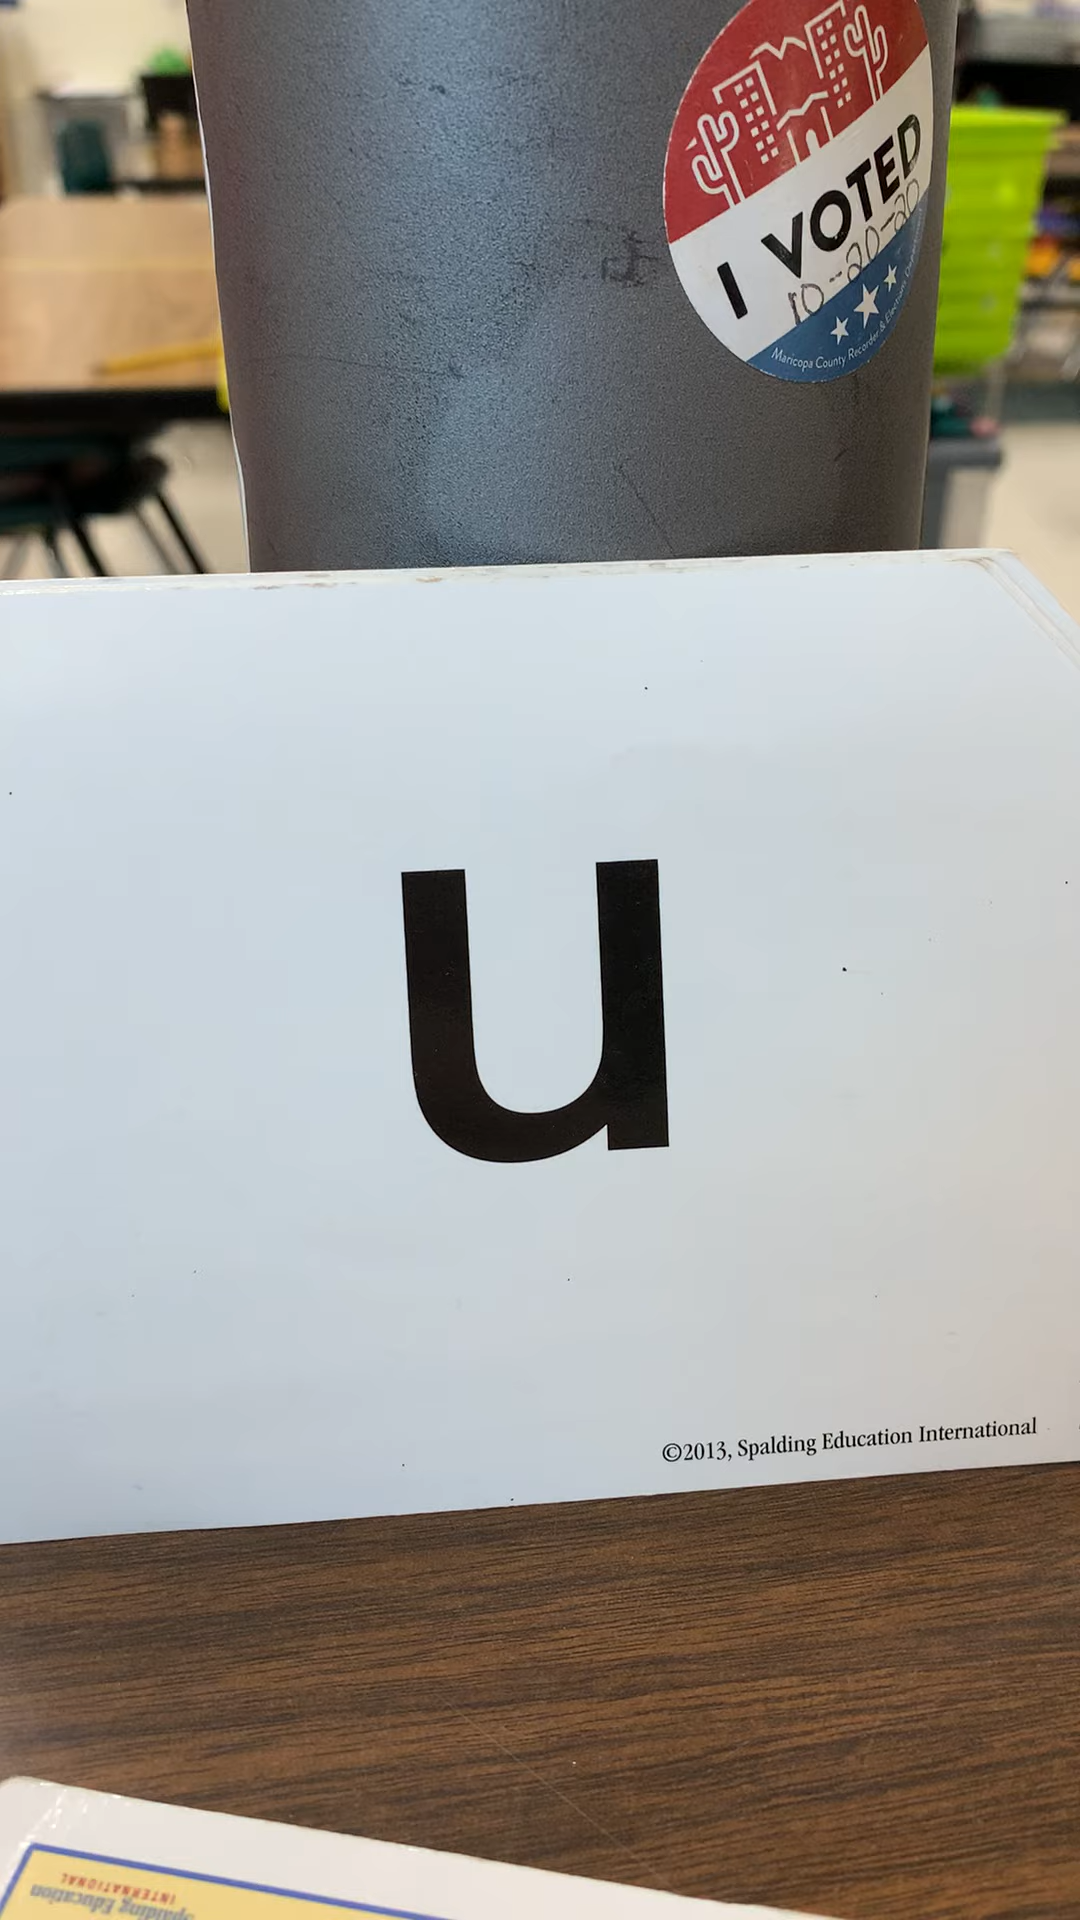 I VOTED
10-20-20
Maricopa County Recorder & Elections
u
©2013, Spalding Education International
Spalding Education
INTERNATIONAL